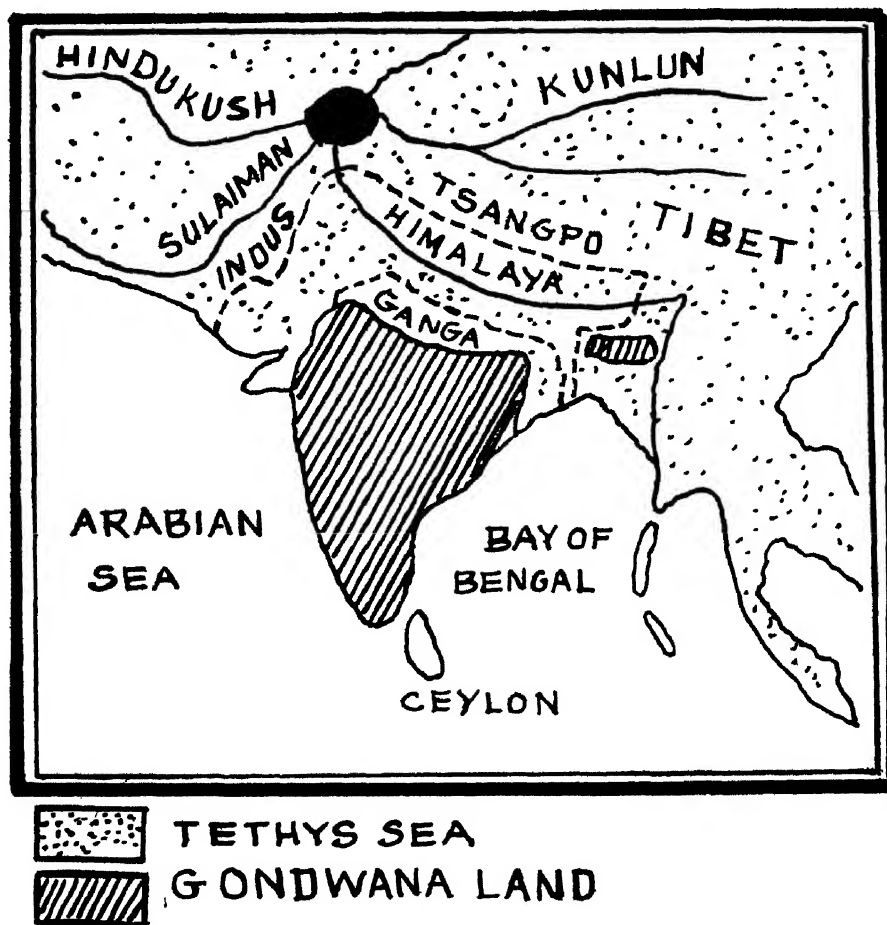 HINDUKUSH
KUNLUN
SULAIMAN
INDUS
TSANGPO
HIMALAYA
TIBET
GANGA
ARABIAN
SEA
BAY OF
BENGAL
CEYLON
TETHYS SEA
GONDWANA LAND